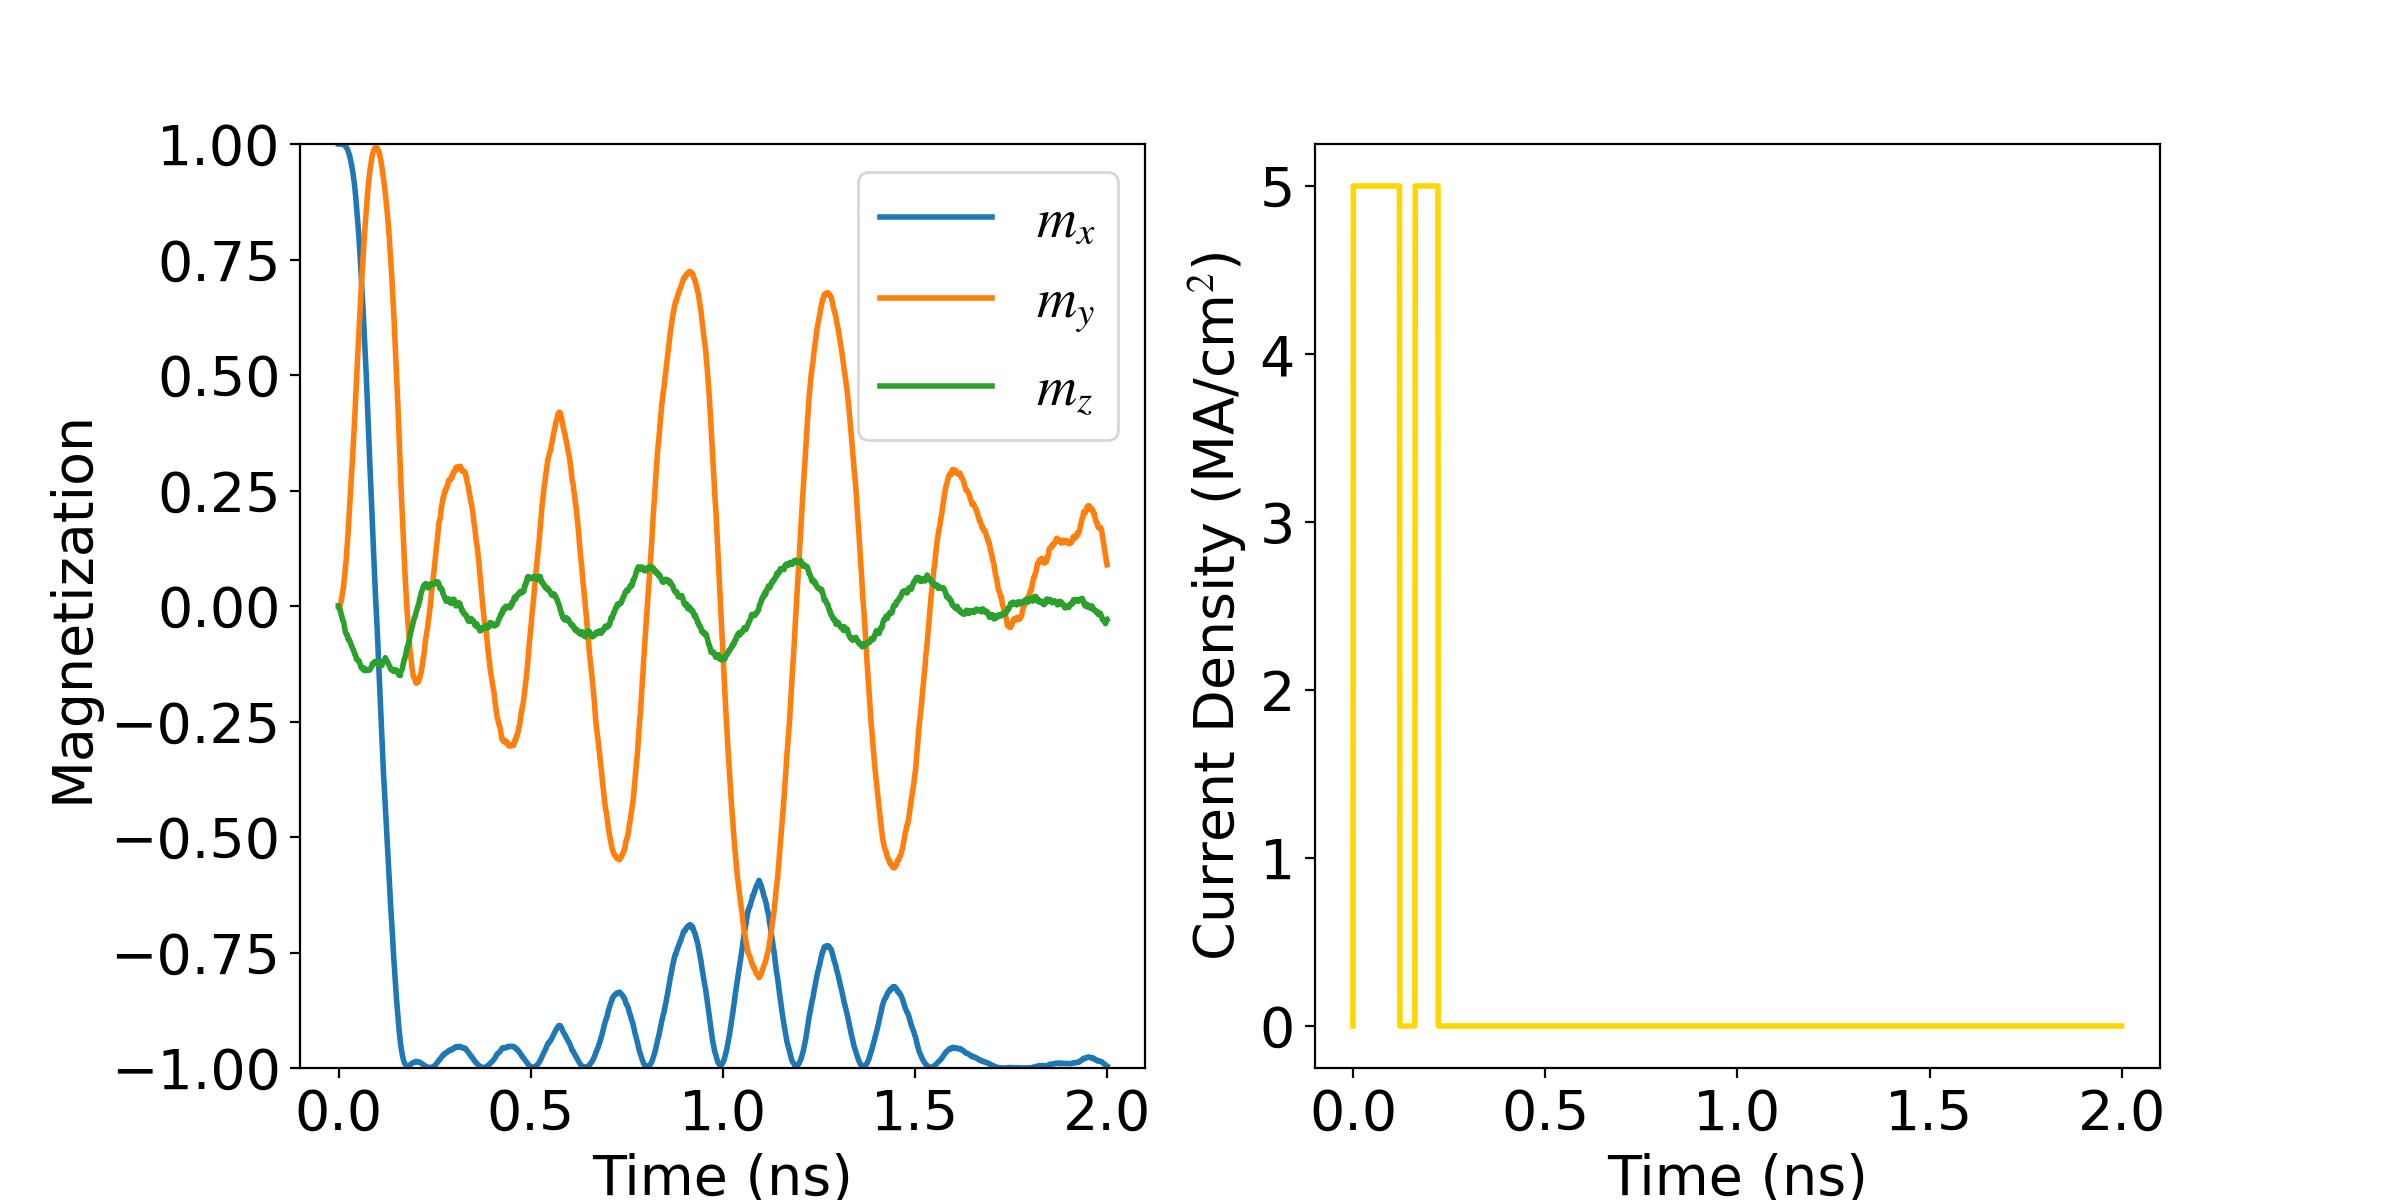 Magnetization
1.00
0.75
0.50
0.25
0.00
−0.25
−0.50
−0.75
−1.00
0.0 0.5 1.0 1.5 2.0
Time (ns)
mₓ
m_y
m_z
Current Density (MA/cm²)
5
4
3
2
1
0
0.0 0.5 1.0 1.5 2.0
Time (ns)